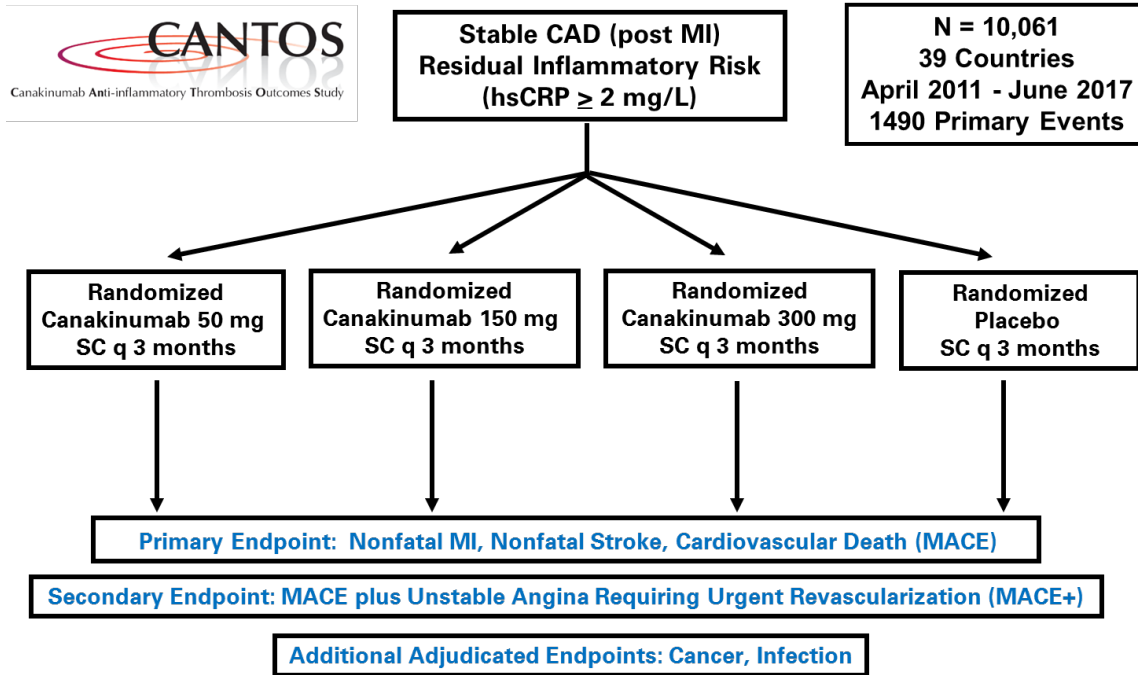 CANTOS
Canakinumab Anti-inflammatory Thrombosis Outcomes Study
Stable CAD (post MI)
Residual Inflammatory Risk
(hsCRP ≥ 2 mg/L)
N = 10,061
39 Countries
April 2011 - June 2017
1490 Primary Events
Randomized
Canakinumab 50 mg
SC q 3 months
Randomized
Canakinumab 150 mg
SC q 3 months
Randomized
Canakinumab 300 mg
SC q 3 months
Randomized
Placebo
SC q 3 months
Primary Endpoint: Nonfatal MI, Nonfatal Stroke, Cardiovascular Death (MACE)
Secondary Endpoint: MACE plus Unstable Angina Requiring Urgent Revascularization (MACE+)
Additional Adjudicated Endpoints: Cancer, Infection